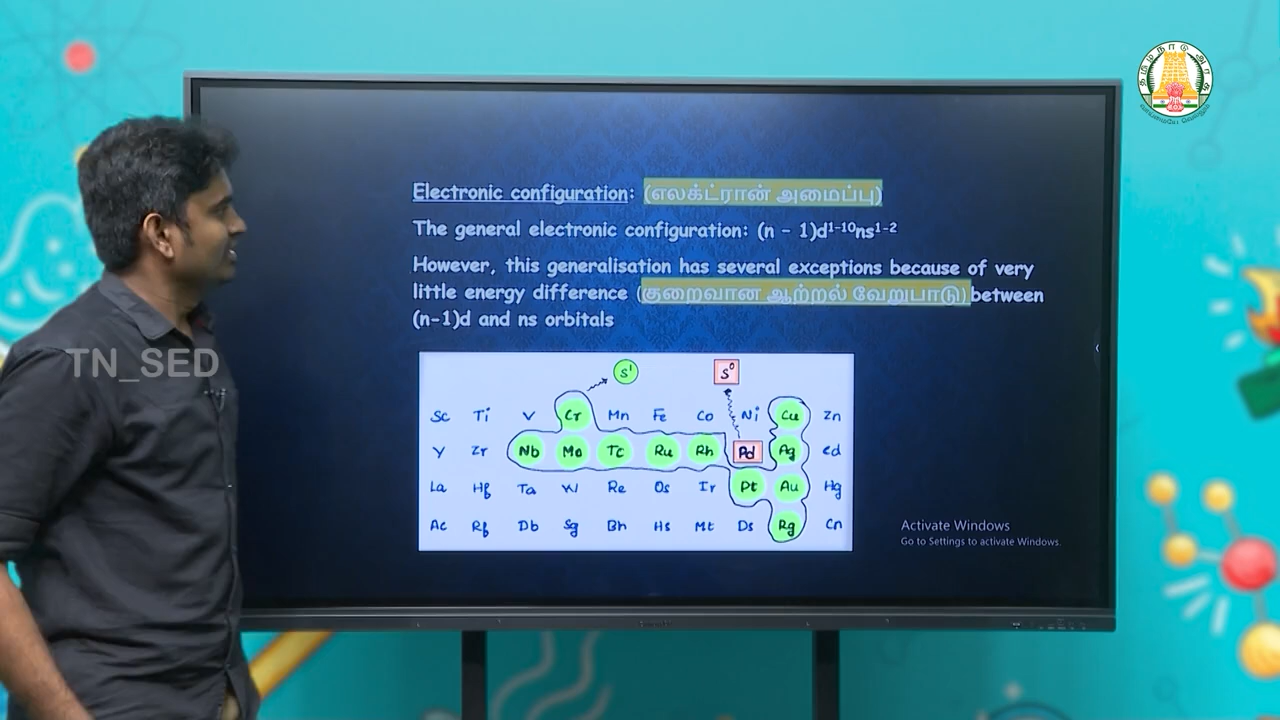 Electronic configuration: (எலக்ட்ரான் அமைப்பு)
The general electronic configuration: (n - 1)d¹⁻¹⁰ns¹⁻²
However, this generalisation has several exceptions because of very
little energy difference (குறைவான ஆற்றல் வேறுபாடு) between
(n-1)d and ns orbitals
s¹ s⁰
Sc Ti V Cr Mn Fe Co Ni Cu Zn
Y Zr Nb Mo Tc Ru Rh Pd Ag cd
La Hf Ta W Re Os Ir Pt Au Hg
Ac Rf Db Sg Bh Hs Mt Ds Rg Cn
Activate Windows
Go to Settings to activate Windows.
TN_SED
தமிழ்நாடு அரசு
வாய்மையே வெல்லும்